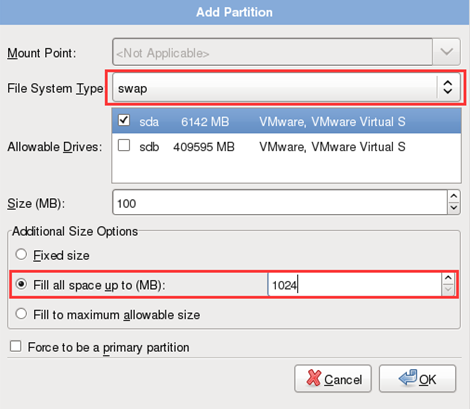 Add Partition
Mount Point: <Not Applicable>
File System Type swap
Allowable Drives:
sda 6142 MB VMware, VMware Virtual S
sdb 409595 MB VMware, VMware Virtual S
Size (MB): 100
Additional Size Options
Fixed size
Fill all space up to (MB): 1024
Fill to maximum allowable size
Force to be a primary partition
Cancel OK